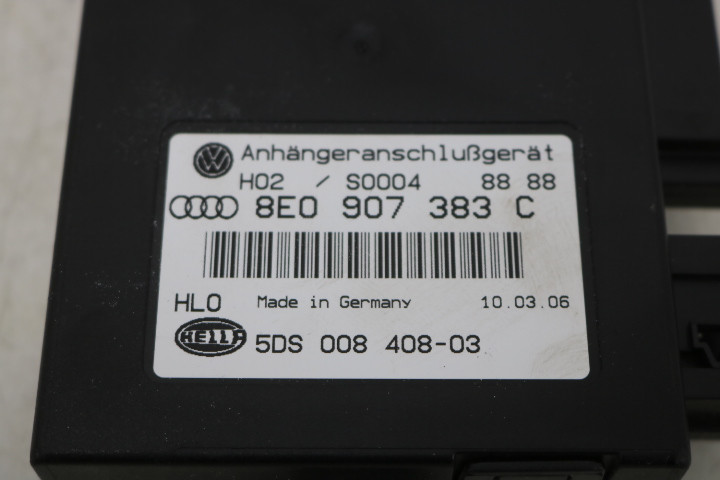 Anhängeranschlußgerät
H02 / S0004 88 88
8E0 907 383 C
HLO Made in Germany 10.03.06
HELLA 5DS 008 408-03